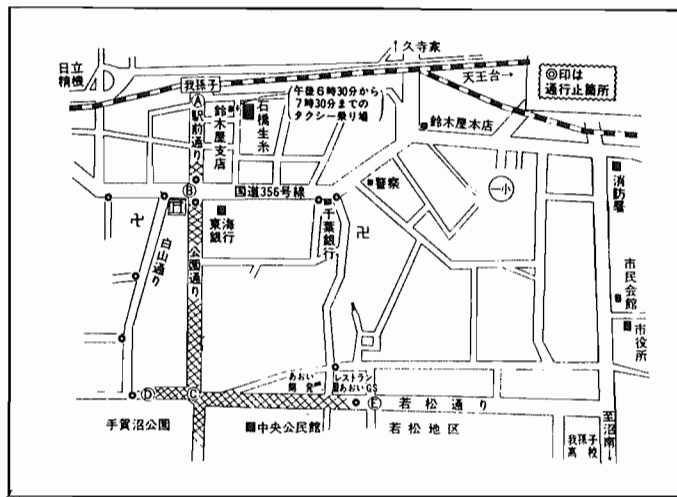 ↑久寺家
日立
精機
天王台→
我孫子
◎印は
通行止箇所
Ⓐ
駅前通り
鈴木屋
支店
石橋生糸
(午後6時30分から
7時30分までの
タクシー乗り場)
鈴木屋本店
Ⓑ
国道356号線
警察
一小
消防署
卍
東海
銀行
千葉銀行
卍
白山通り
公園通り
市民会館
市役所
あおい
開発
レストラン
あおいGS
Ⓓ
Ⓒ
Ⓔ
若松通り
手賀沼公園
中央公民館
若松地区
我孫子
高校
至沼南→